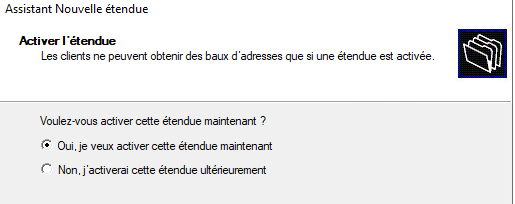 Assistant Nouvelle étendue
Activer l'étendue
Les clients ne peuvent obtenir des baux d'adresses que si une étendue est activée.
Voulez-vous activer cette étendue maintenant ?
Oui, je veux activer cette étendue maintenant
Non, j'activerai cette étendue ultérieurement